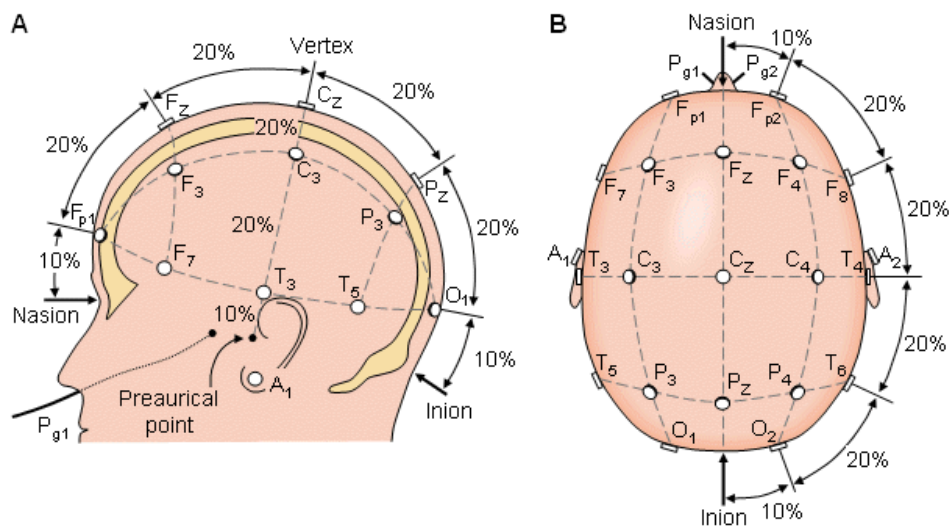 A
B
Vertex
Nasion
20%
10%
20%
Cz
Pg1
Pg2
Fz
20%
20%
Fp1
Fp2
20%
20%
C3
F3
Pz
Fz
F3
F4
F7
F8
Fp1
P3
20%
20%
20%
F7
A1
A2
10%
T3
T3
C3
Cz
C4
T4
T5
O1
Nasion
10%
20%
10%
T5
P3
Pz
P4
T6
A1
Preaurical
point
Inion
O1
O2
Pg1
20%
Inion
10%